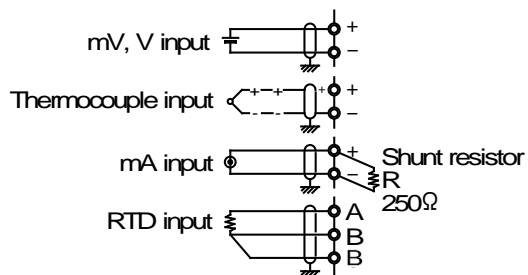 mV, V input + −
Thermocouple input + + + + −
- -
mA input + − Shunt resistor
R
250Ω
RTD input A
B
B